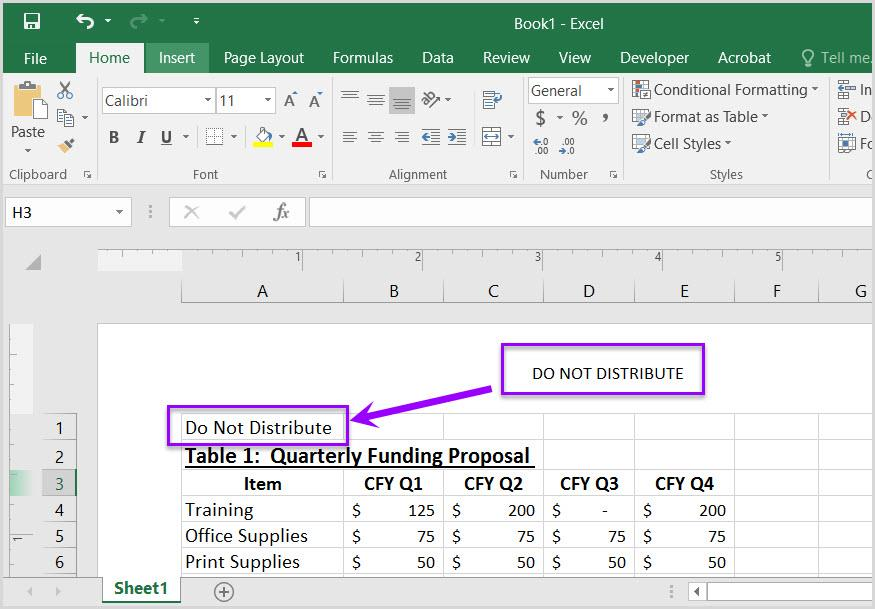 Book1 - Excel
File Home Insert Page Layout Formulas Data Review View Developer Acrobat Tell me
Paste
Calibri 11 A A
General
Conditional Formatting
B I U A
$ % ,
Format as Table
.00 .00
Cell Styles
Clipboard Font Alignment Number Styles
H3 fx
1 2 3 4 5
A B C D E F G
DO NOT DISTRIBUTE
1 Do Not Distribute
2 Table 1: Quarterly Funding Proposal
3 Item CFY Q1 CFY Q2 CFY Q3 CFY Q4
4 Training $ 125 $ 200 $ - $ 200
5 Office Supplies $ 75 $ 75 $ 75 $ 75
6 Print Supplies $ 50 $ 50 $ 50 $ 50
Sheet1